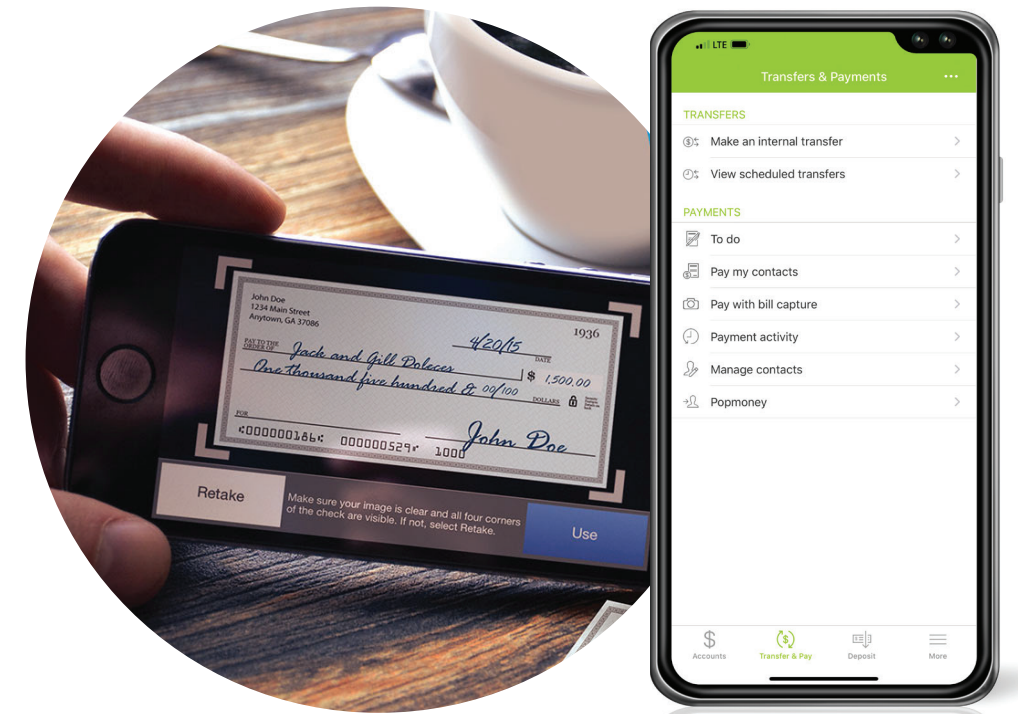 John Doe
1234 Main Street
Anytown, GA 37086
1936
4/20/15
DATE
PAY TO THE
ORDER OF
Jack and Gill Doleces
$ 1,500.00
One thousand five hundred & 00/100
DOLLARS
FOR
John Doe
⑆000000186⑆ 000000529⑈ 1000
Retake
Make sure your image is clear and all four corners
of the check are visible. If not, select Retake.
Use
LTE
Transfers & Payments
TRANSFERS
Make an internal transfer
View scheduled transfers
PAYMENTS
To do
Pay my contacts
Pay with bill capture
Payment activity
Manage contacts
Popmoney
Accounts
Transfer & Pay
Deposit
More